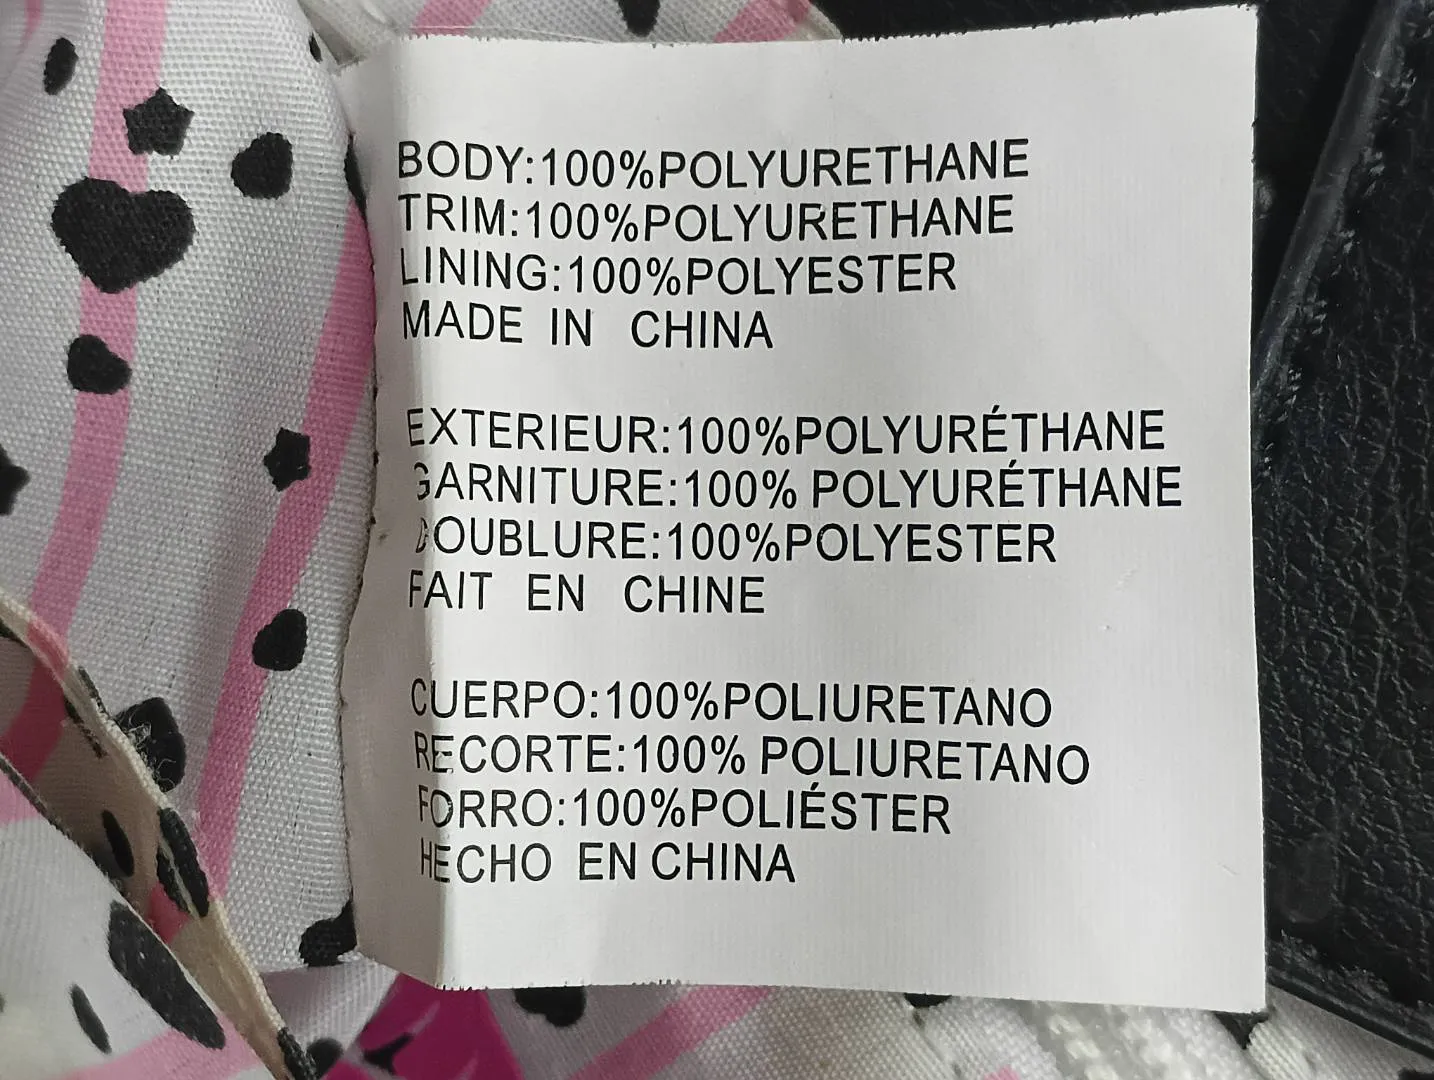 BODY:100%POLYURETHANE
TRIM:100%POLYURETHANE
LINING:100%POLYESTER
MADE IN CHINA
EXTERIEUR:100%POLYURÉTHANE
GARNITURE:100% POLYURÉTHANE
DOUBLURE:100%POLYESTER
FAIT EN CHINE
CUERPO:100%POLIURETANO
RECORTE:100% POLIURETANO
FORRO:100%POLIÉSTER
HECHO EN CHINA